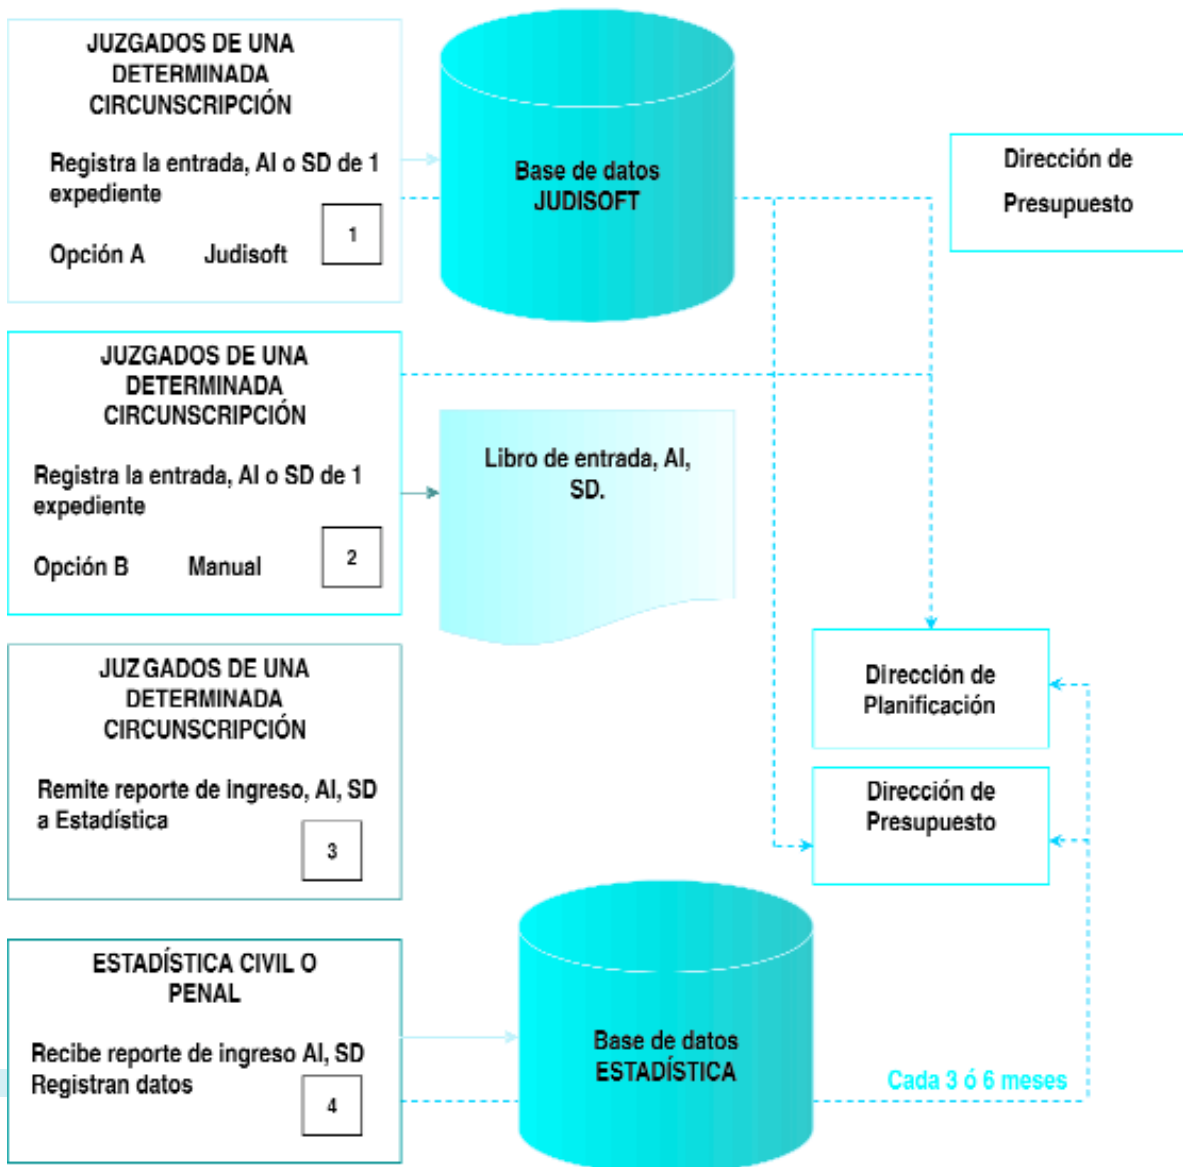 JUZGADOS DE UNA
DETERMINADA
CIRCUNSCRIPCIÓN
Registra la entrada, AI o SD de 1
expediente
Opción A Judisoft
1
Base de datos
JUDISOFT
Dirección de
Presupuesto
JUZGADOS DE UNA
DETERMINADA
CIRCUNSCRIPCIÓN
Registra la entrada, AI o SD de 1
expediente
Opción B Manual
2
Libro de entrada, AI,
SD.
JUZGADOS DE UNA
DETERMINADA
CIRCUNSCRIPCIÓN
Remite reporte de ingreso, AI, SD
a Estadística
3
Dirección de
Planificación
Dirección de
Presupuesto
ESTADÍSTICA CIVIL O
PENAL
Recibe reporte de ingreso AI, SD
Registran datos
4
Base de datos
ESTADÍSTICA
Cada 3 ó 6 meses